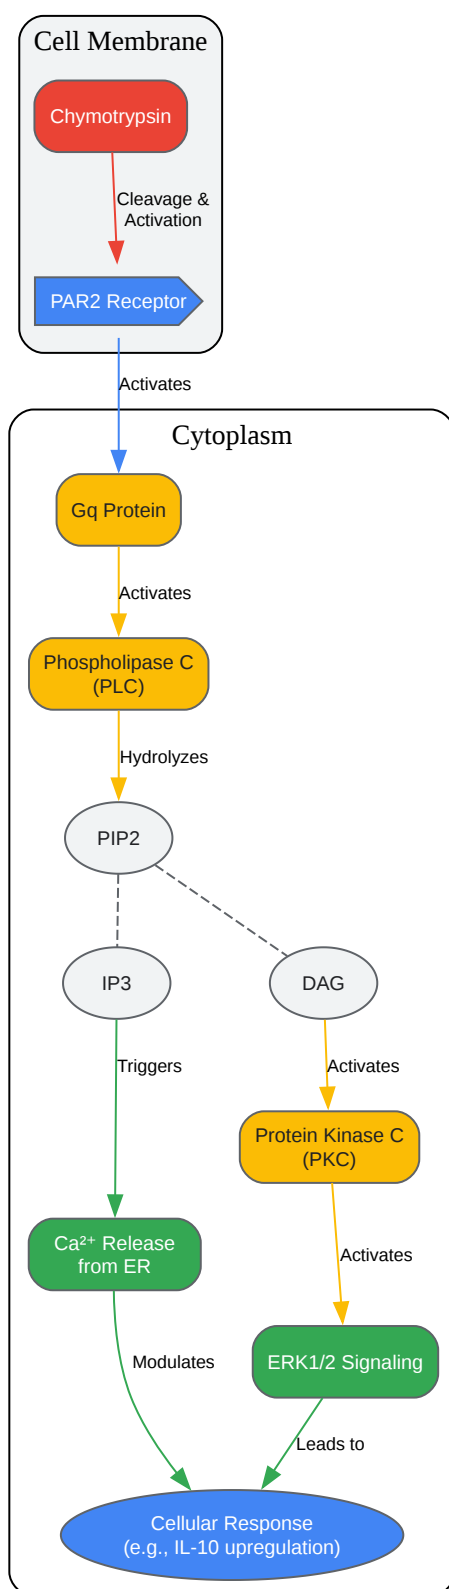 Cell Membrane
Chymotrypsin
Cleavage &
Activation
PAR2 Receptor
Activates
Cytoplasm
Gq Protein
Activates
Phospholipase C
(PLC)
Hydrolyzes
PIP2
IP3
DAG
Triggers
Activates
Protein Kinase C
(PKC)
Ca²⁺ Release
from ER
Activates
Modulates
ERK1/2 Signaling
Leads to
Cellular Response
(e.g., IL-10 upregulation)